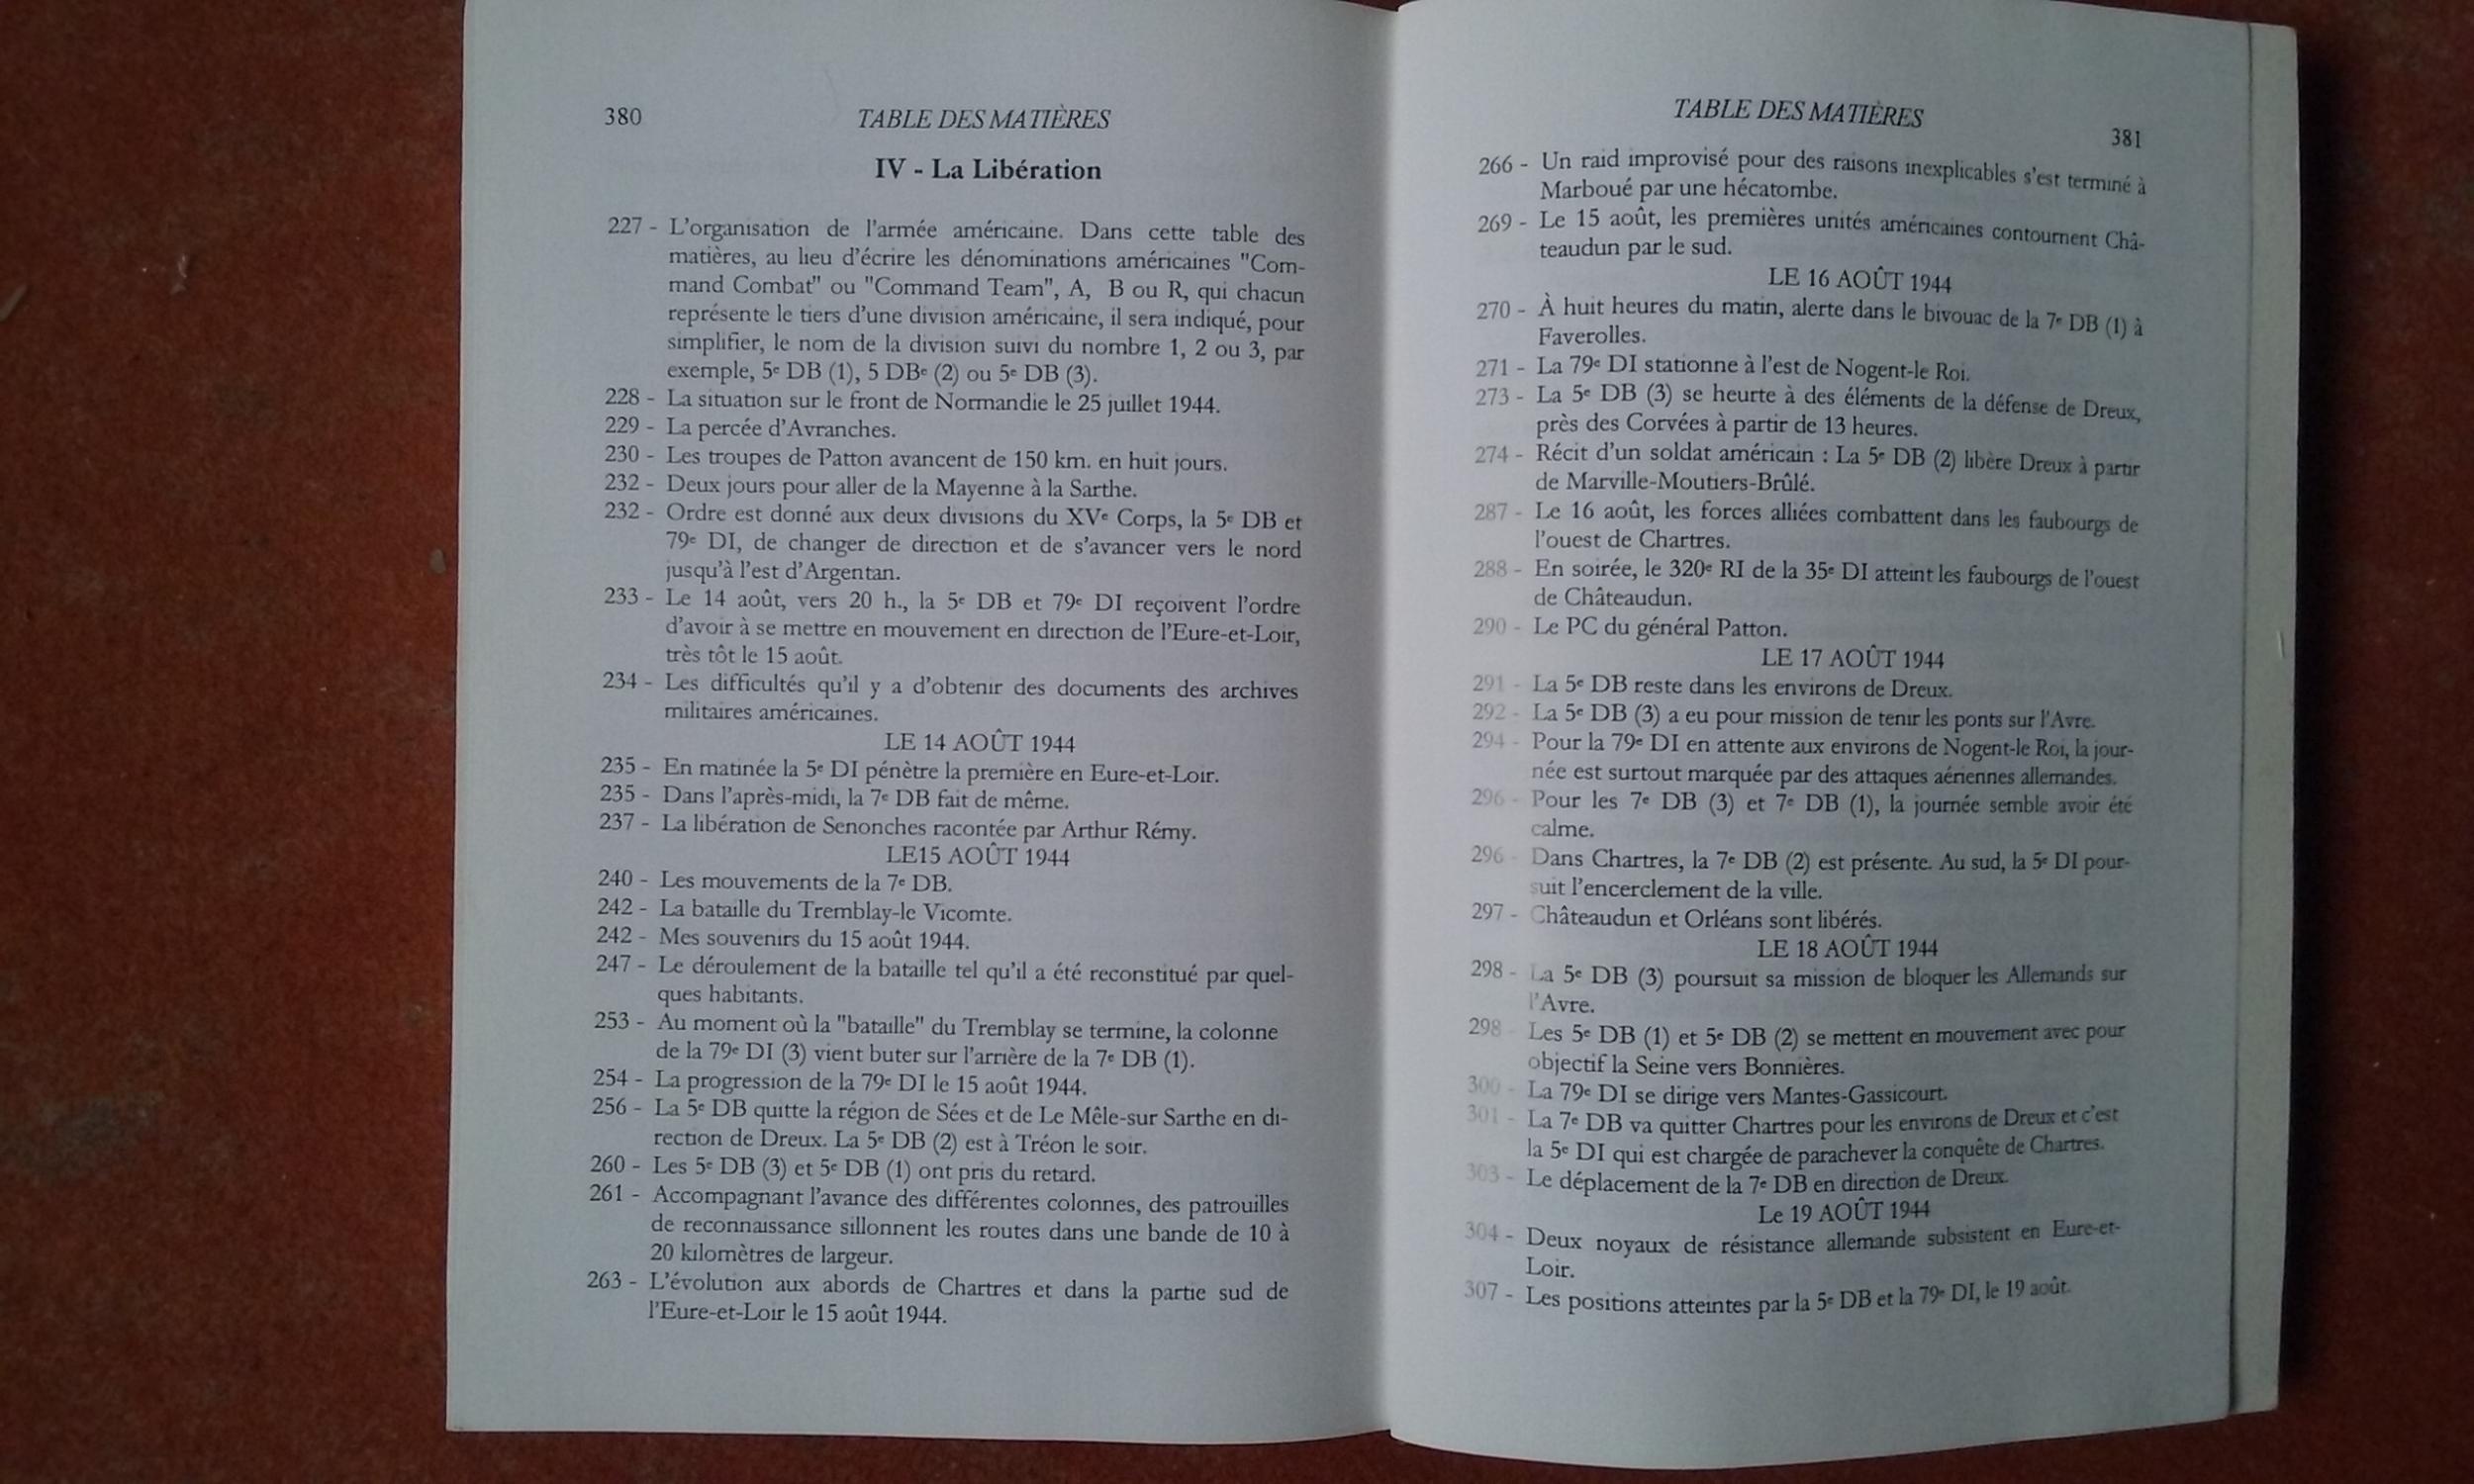 380
TABLE DES MATIÈRES
IV - La Libération
227 - L'organisation de l'armée américaine. Dans cette table des
matières, au lieu d'écrire les dénominations américaines "Com-
mand Combat" ou "Command Team", A, B ou R, qui chacun
représente le tiers d'une division américaine, il sera indiqué, pour
simplifier, le nom de la division suivi du nombre 1, 2 ou 3, par
exemple, 5e DB (1), 5 DBe (2) ou 5e DB (3).
228 - La situation sur le front de Normandie le 25 juillet 1944.
229 - La percée d'Avranches.
230 - Les troupes de Patton avancent de 150 km. en huit jours.
232 - Deux jours pour aller de la Mayenne à la Sarthe.
232 - Ordre est donné aux deux divisions du XVe Corps, la 5e DB et
79e DI, de changer de direction et de s'avancer vers le nord
jusqu'à l'est d'Argentan.
233 - Le 14 août, vers 20 h., la 5e DB et 79e DI reçoivent l'ordre
d'avoir à se mettre en mouvement en direction de l'Eure-et-Loir,
très tôt le 15 août.
234 - Les difficultés qu'il y a d'obtenir des documents des archives
militaires américaines.
LE 14 AOÛT 1944
235 - En matinée la 5e DI pénètre la première en Eure-et-Loir.
235 - Dans l'après-midi, la 7e DB fait de même.
237 - La libération de Senonches racontée par Arthur Rémy.
LE15 AOÛT 1944
240 - Les mouvements de la 7e DB.
242 - La bataille du Tremblay-le Vicomte.
242 - Mes souvenirs du 15 août 1944.
247 - Le déroulement de la bataille tel qu'il a été reconstitué par quel-
ques habitants.
253 - Au moment où la "bataille" du Tremblay se termine, la colonne
de la 79e DI (3) vient buter sur l'arrière de la 7e DB (1).
254 - La progression de la 79e DI le 15 août 1944.
256 - La 5e DB quitte la région de Sées et de Le Mêle-sur Sarthe en di-
rection de Dreux. La 5e DB (2) est à Tréon le soir.
260 - Les 5e DB (3) et 5e DB (1) ont pris du retard.
261 - Accompagnant l'avance des différentes colonnes, des patrouilles
de reconnaissance sillonnent les routes dans une bande de 10 à
20 kilomètres de largeur.
263 - L'évolution aux abords de Chartres et dans la partie sud de
l'Eure-et-Loir le 15 août 1944.
TABLE DES MATIÈRES
381
266 - Un raid improvisé pour des raisons inexplicables s'est terminé à
Marboué par une hécatombe.
269 - Le 15 août, les premières unités américaines contournent Châ-
teaudun par le sud.
LE 16 AOÛT 1944
270 - À huit heures du matin, alerte dans le bivouac de la 7e DB (1) à
Faverolles.
271 - La 79e DI stationne à l'est de Nogent-le Roi.
273 - La 5e DB (3) se heurte à des éléments de la défense de Dreux,
près des Corvées à partir de 13 heures.
274 - Récit d'un soldat américain : La 5e DB (2) libère Dreux à partir
de Marville-Moutiers-Brûlé.
287 - Le 16 août, les forces alliées combattent dans les faubourgs de
l'ouest de Chartres.
288 - En soirée, le 320e RI de la 35e DI atteint les faubourgs de l'ouest
de Châteaudun.
290 - Le PC du général Patton.
LE 17 AOÛT 1944
291 - La 5e DB reste dans les environs de Dreux.
292 - La 5e DB (3) a eu pour mission de tenir les ponts sur l'Avre.
294 - Pour la 79e DI en attente aux environs de Nogent-le Roi, la jour-
née est surtout marquée par des attaques aériennes allemandes.
296 - Pour les 7e DB (3) et 7e DB (1), la journée semble avoir été
calme.
296 - Dans Chartres, la 7e DB (2) est présente. Au sud, la 5e DI pour-
suit l'encerclement de la ville.
297 - Châteaudun et Orléans sont libérés.
LE 18 AOÛT 1944
298 - La 5e DB (3) poursuit sa mission de bloquer les Allemands sur
l'Avre.
298 - Les 5e DB (1) et 5e DB (2) se mettent en mouvement avec pour
objectif la Seine vers Bonnières.
300 - La 79e DI se dirige vers Mantes-Gassicourt.
301 - La 7e DB va quitter Chartres pour les environs de Dreux et c'est
la 5e DI qui est chargée de parachever la conquête de Chartres.
303 - Le déplacement de la 7e DB en direction de Dreux.
Le 19 AOÛT 1944
304 - Deux noyaux de résistance allemande subsistent en Eure-et-
Loir.
307 - Les positions atteintes par la 5e DB et la 79e DI, le 19 août.